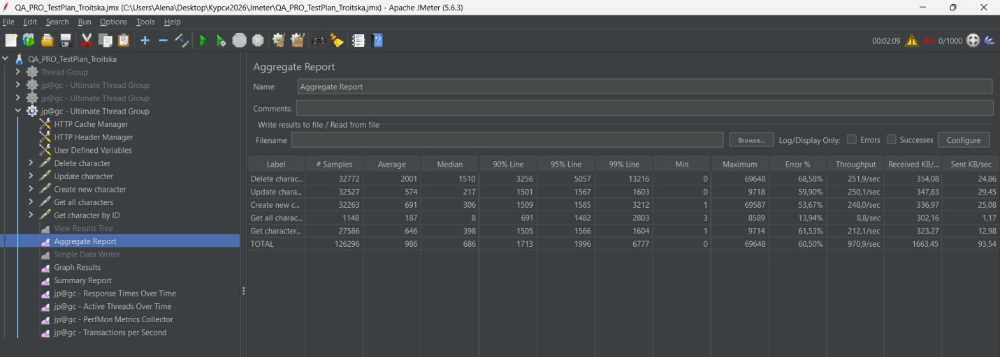 QA_PRO_TestPlan_Troitska.jmx (C:\Users\Alena\Desktop\Курси2026\Jmeter\QA_PRO_TestPlan_Troitska.jmx) - Apache JMeter (5.6.3)
File Edit Search Run Options Tools Help
00:02:09 464 0/1000
QA_PRO_TestPlan_Troitska
Thread Group
jp@gc - Ultimate Thread Group
jp@gc - Ultimate Thread Group
jp@gc - Ultimate Thread Group
HTTP Cache Manager
HTTP Header Manager
User Defined Variables
Delete character
Update character
Create new character
Get all characters
Get character by ID
View Results Tree
Aggregate Report
Simple Data Writer
Graph Results
Summary Report
jp@gc - Response Times Over Time
jp@gc - Active Threads Over Time
jp@gc - PerfMon Metrics Collector
jp@gc - Transactions per Second
Aggregate Report
Name: Aggregate Report
Comments:
Write results to file / Read from file
Filename Browse... Log/Display Only: Errors Successes Configure
Label # Samples Average Median 90% Line 95% Line 99% Line Min Maximum Error % Throughput Received KB/... Sent KB/sec
Delete charac... 32772 2001 1510 3256 5057 13216 0 69648 68,58% 251,9/sec 354,08 24,86
Update chara... 32527 574 217 1501 1567 1603 0 9718 59,90% 250,1/sec 347,83 29,45
Create new c... 32263 691 306 1509 1585 3212 1 69587 53,67% 248,0/sec 336,97 25,08
Get all charac... 1148 187 8 691 1482 2803 3 8589 13,94% 8,8/sec 302,16 1,17
Get character... 27586 646 398 1505 1566 1604 1 9714 61,53% 212,1/sec 323,27 12,98
TOTAL 126296 986 686 1713 1996 6777 0 69648 60,50% 970,9/sec 1663,45 93,54